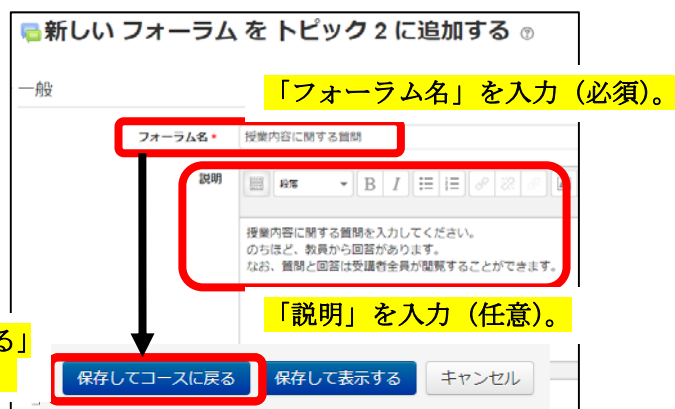 新しい フォーラム を トピック 2 に追加する
一般
「フォーラム名」を入力（必須）。
フォーラム名
授業内容に関する質問
説明
段落
B I
授業内容に関する質問を入力してください。
のちほど、教員から回答があります。
なお、質問と回答は受講者全員が閲覧することができます。
「説明」を入力（任意）。
る」
保存してコースに戻る
保存して表示する
キャンセル